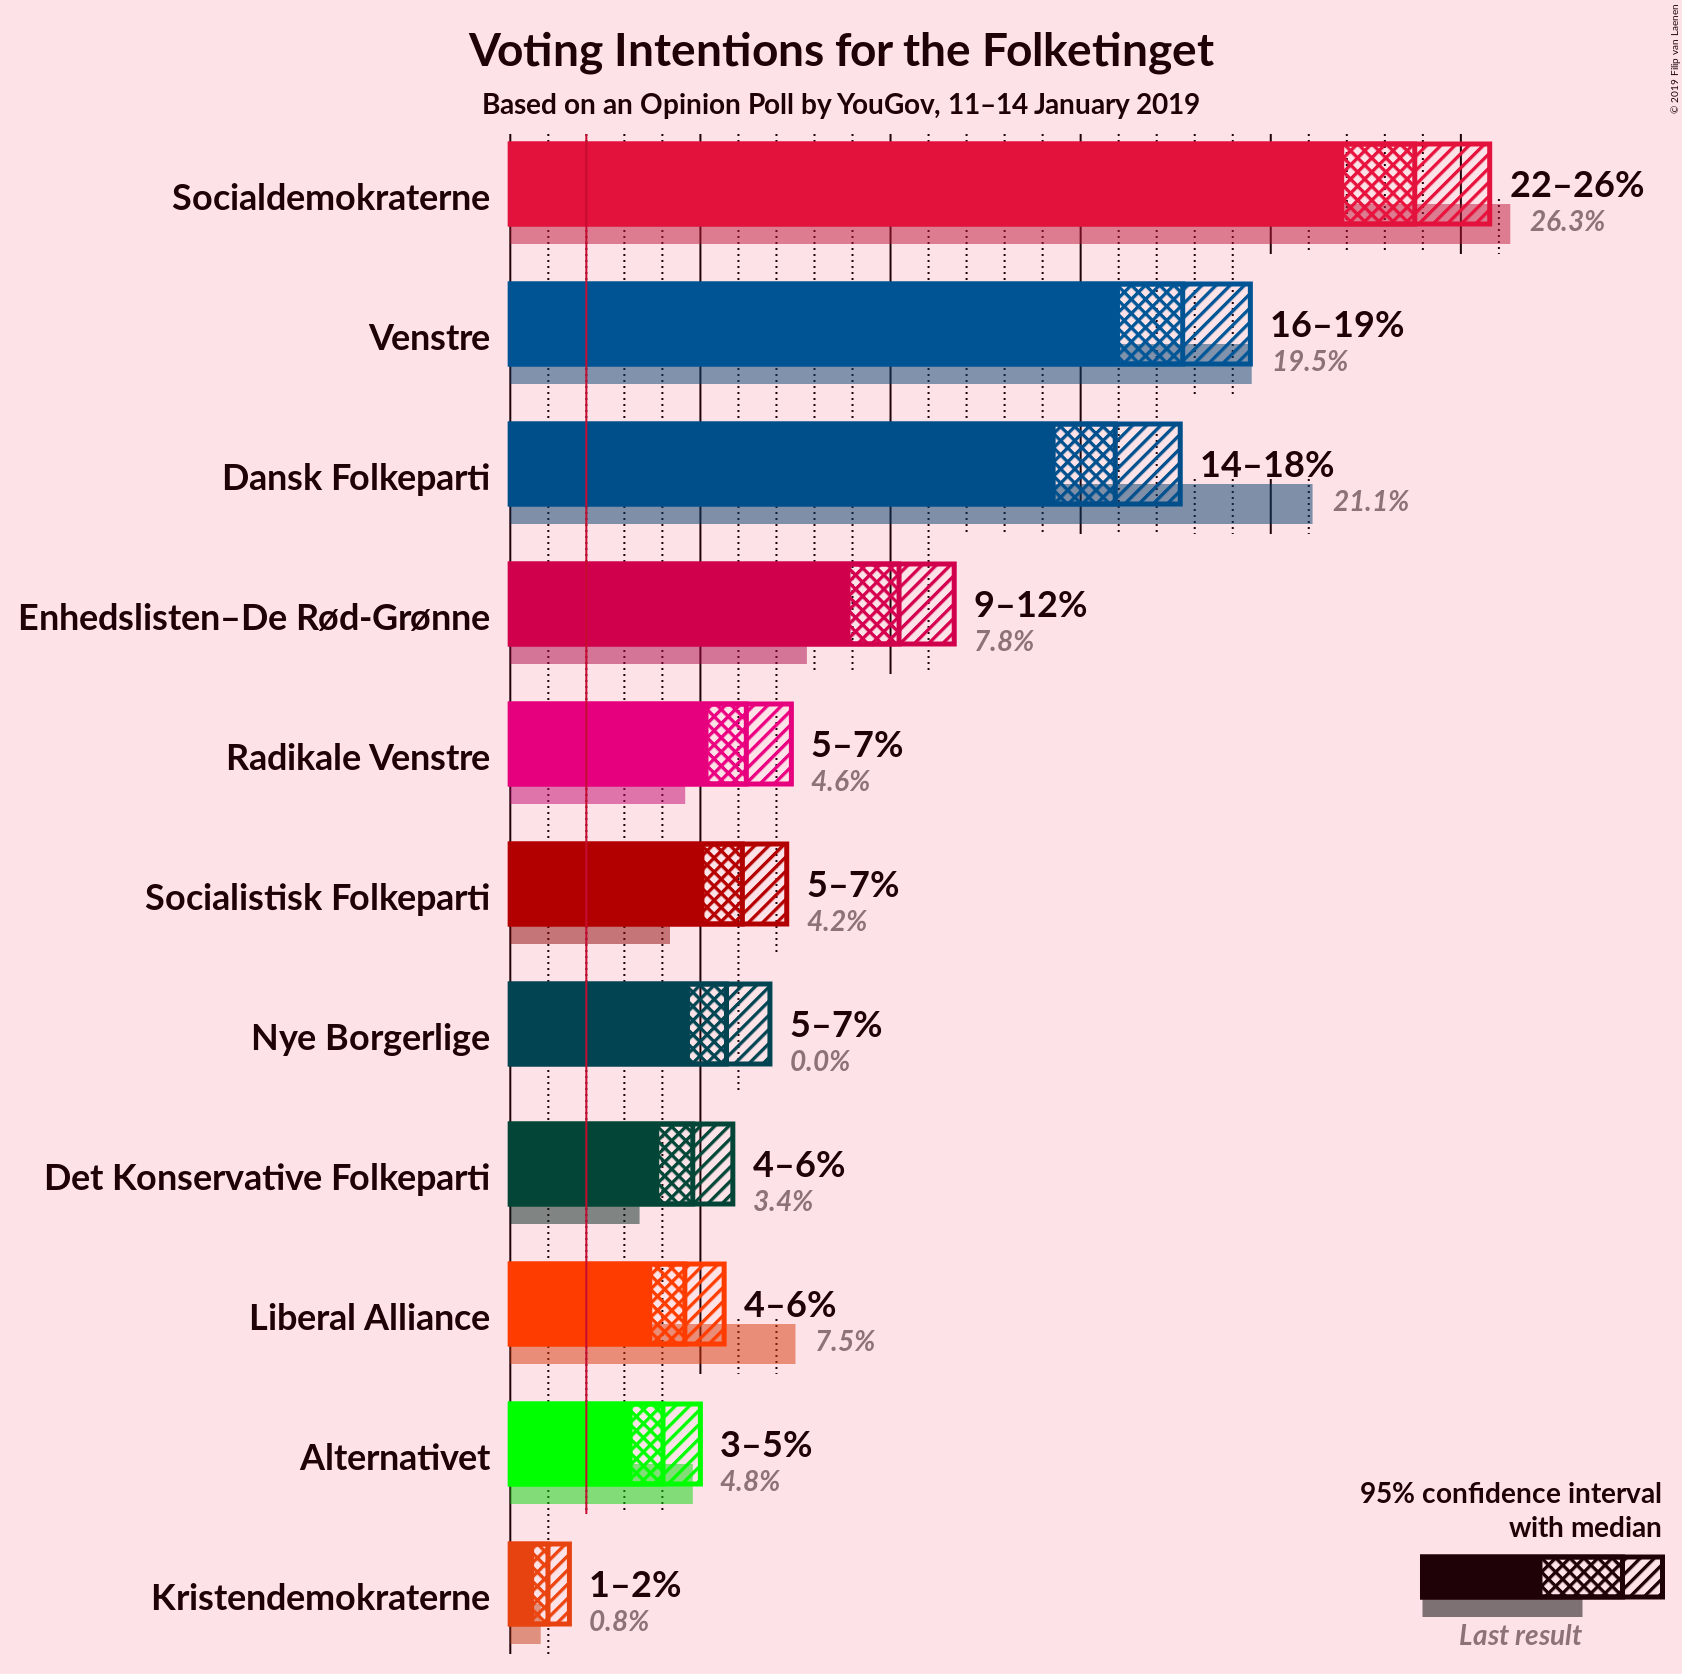 Voting Intentions for the Folketinget
Based on an Opinion Poll by YouGov, 11–14 January 2019
© 2019 Filip van Laenen
Socialdemokraterne
22–26%
26.3%
Venstre
16–19%
19.5%
Dansk Folkeparti
14–18%
21.1%
Enhedslisten–De Rød-Grønne
9–12%
7.8%
Radikale Venstre
5–7%
4.6%
Socialistisk Folkeparti
5–7%
4.2%
Nye Borgerlige
5–7%
0.0%
Det Konservative Folkeparti
4–6%
3.4%
Liberal Alliance
4–6%
7.5%
Alternativet
3–5%
4.8%
Kristendemokraterne
1–2%
0.8%
95% confidence interval
with median
Last result